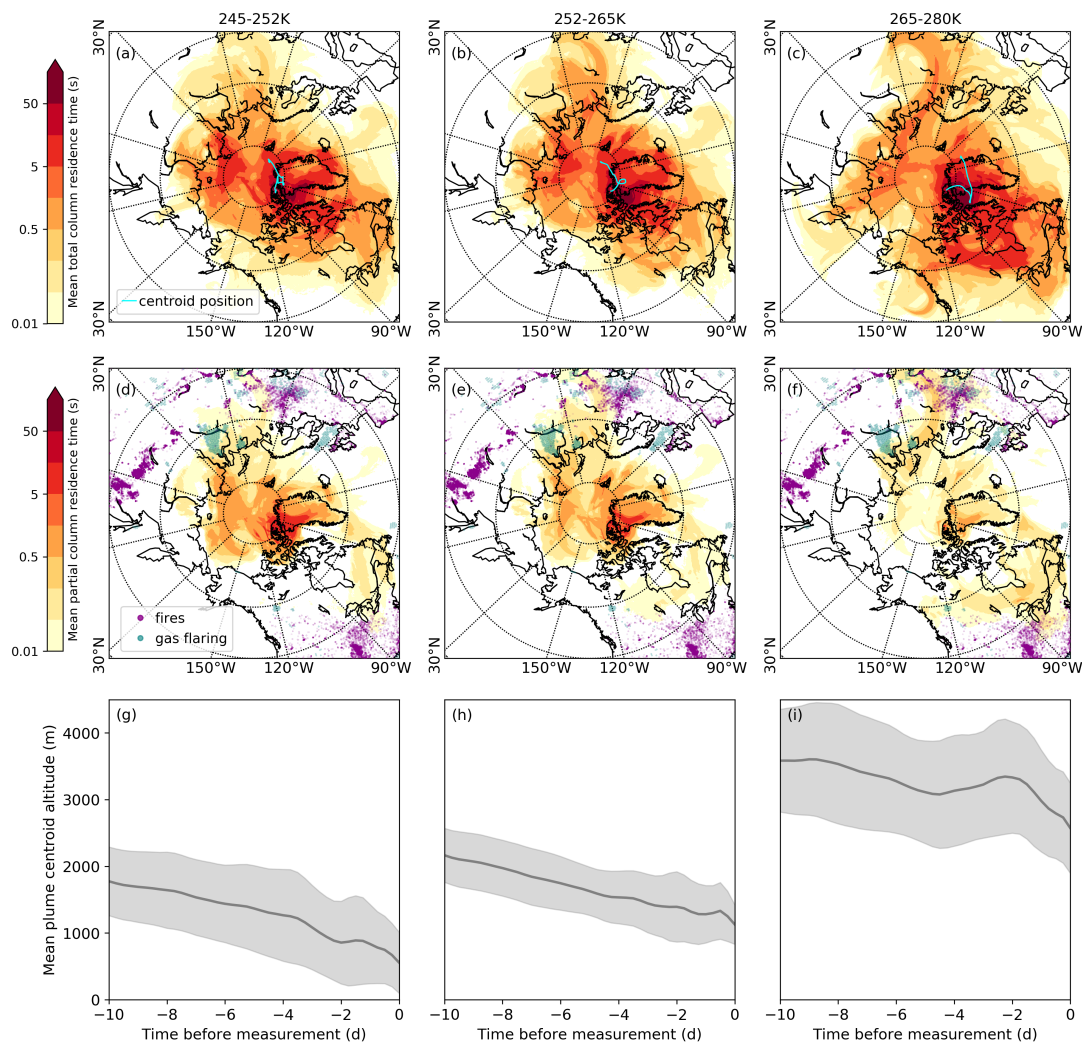 245-252K
252-265K
265-280K
Mean total column residence time (s)
50
5
0.5
0.01
30°N
(a)
centroid position
30°N
150°W
120°W
90°W
30°N
(b)
30°N
150°W
120°W
90°W
30°N
(c)
30°N
150°W
120°W
90°W
Mean partial column residence time (s)
50
5
0.5
0.01
30°N
(d)
fires
gas flaring
30°N
150°W
120°W
90°W
30°N
(e)
30°N
150°W
120°W
90°W
30°N
(f)
30°N
150°W
120°W
90°W
Mean plume centroid altitude (m)
4000
3000
2000
1000
0
(g)
−10
−8
−6
−4
−2
0
Time before measurement (d)
(h)
−10
−8
−6
−4
−2
0
Time before measurement (d)
(i)
−10
−8
−6
−4
−2
0
Time before measurement (d)